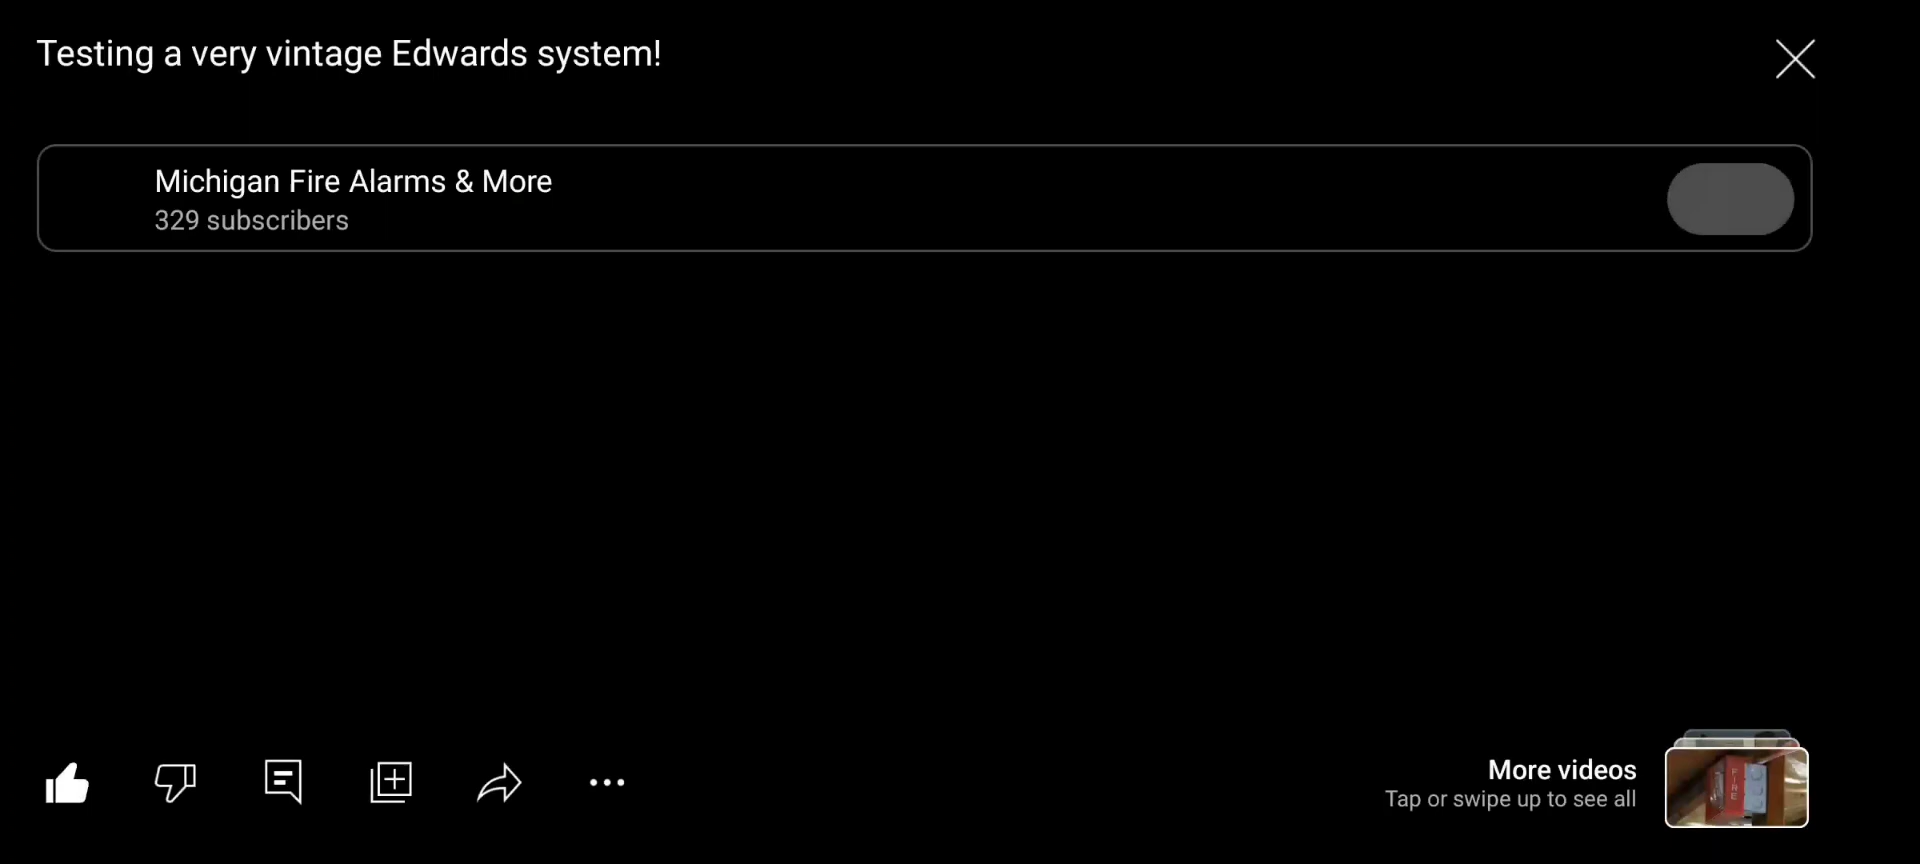 Testing a very vintage Edwards system!
Michigan Fire Alarms & More
329 subscribers
More videos
Tap or swipe up to see all
FIRE